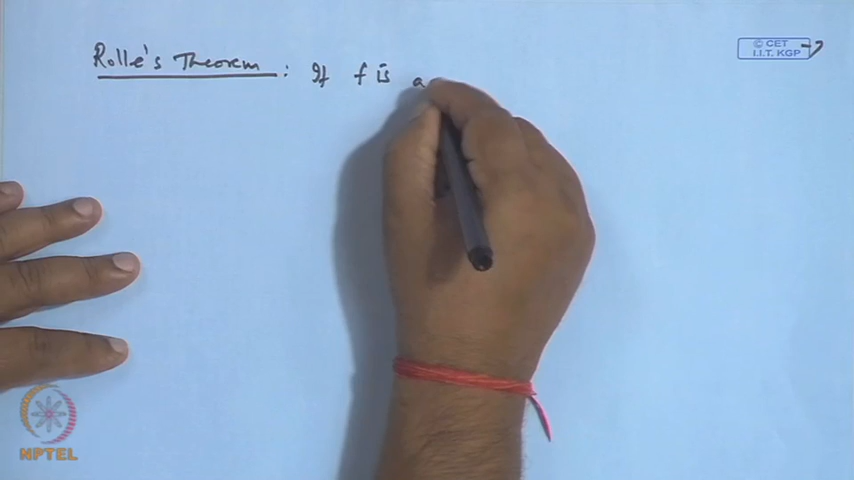 Rolle's Theorem : If f is a
© CET
I.I.T. KGP
NPTEL